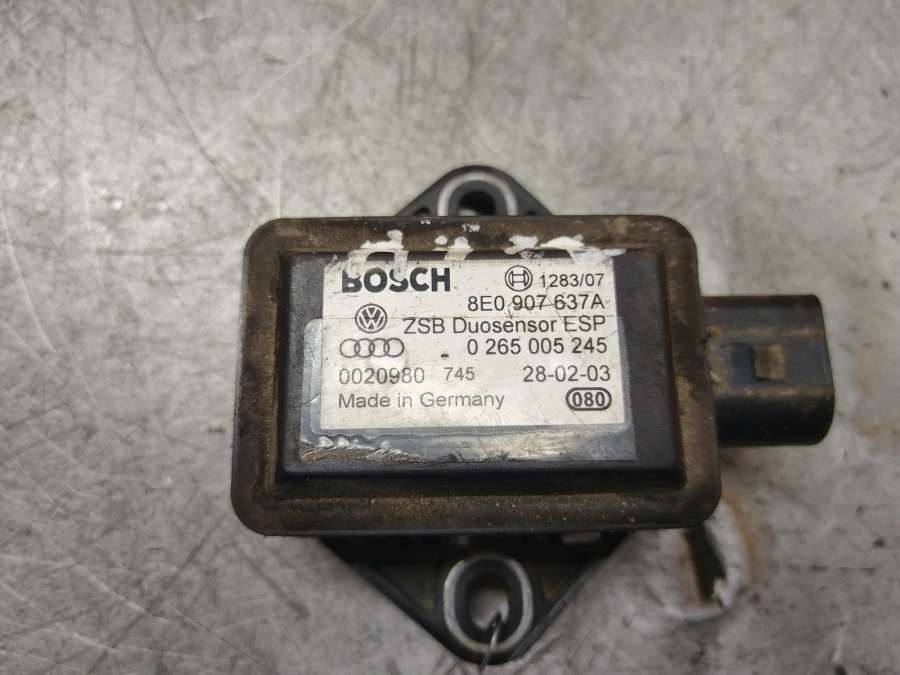 BOSCH 1283/07
8E0 907 637A
ZSB Duosensor ESP
0 265 005 245
0020980 745 28-02-03
Made in Germany 080